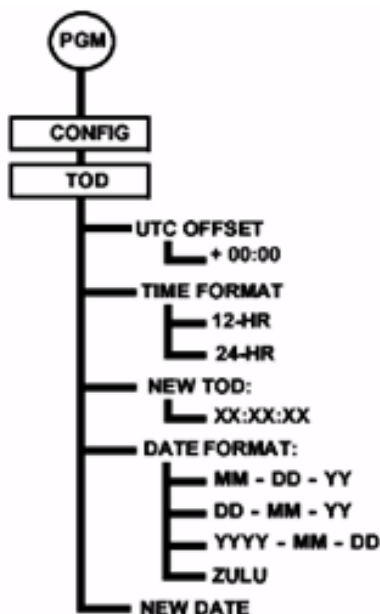 PGM
CONFIG
TOD
UTC OFFSET
+ 00:00
TIME FORMAT
12-HR
24-HR
NEW TOD:
XX:XX:XX
DATE FORMAT:
MM - DD - YY
DD - MM - YY
YYYY - MM - DD
ZULU
NEW DATE